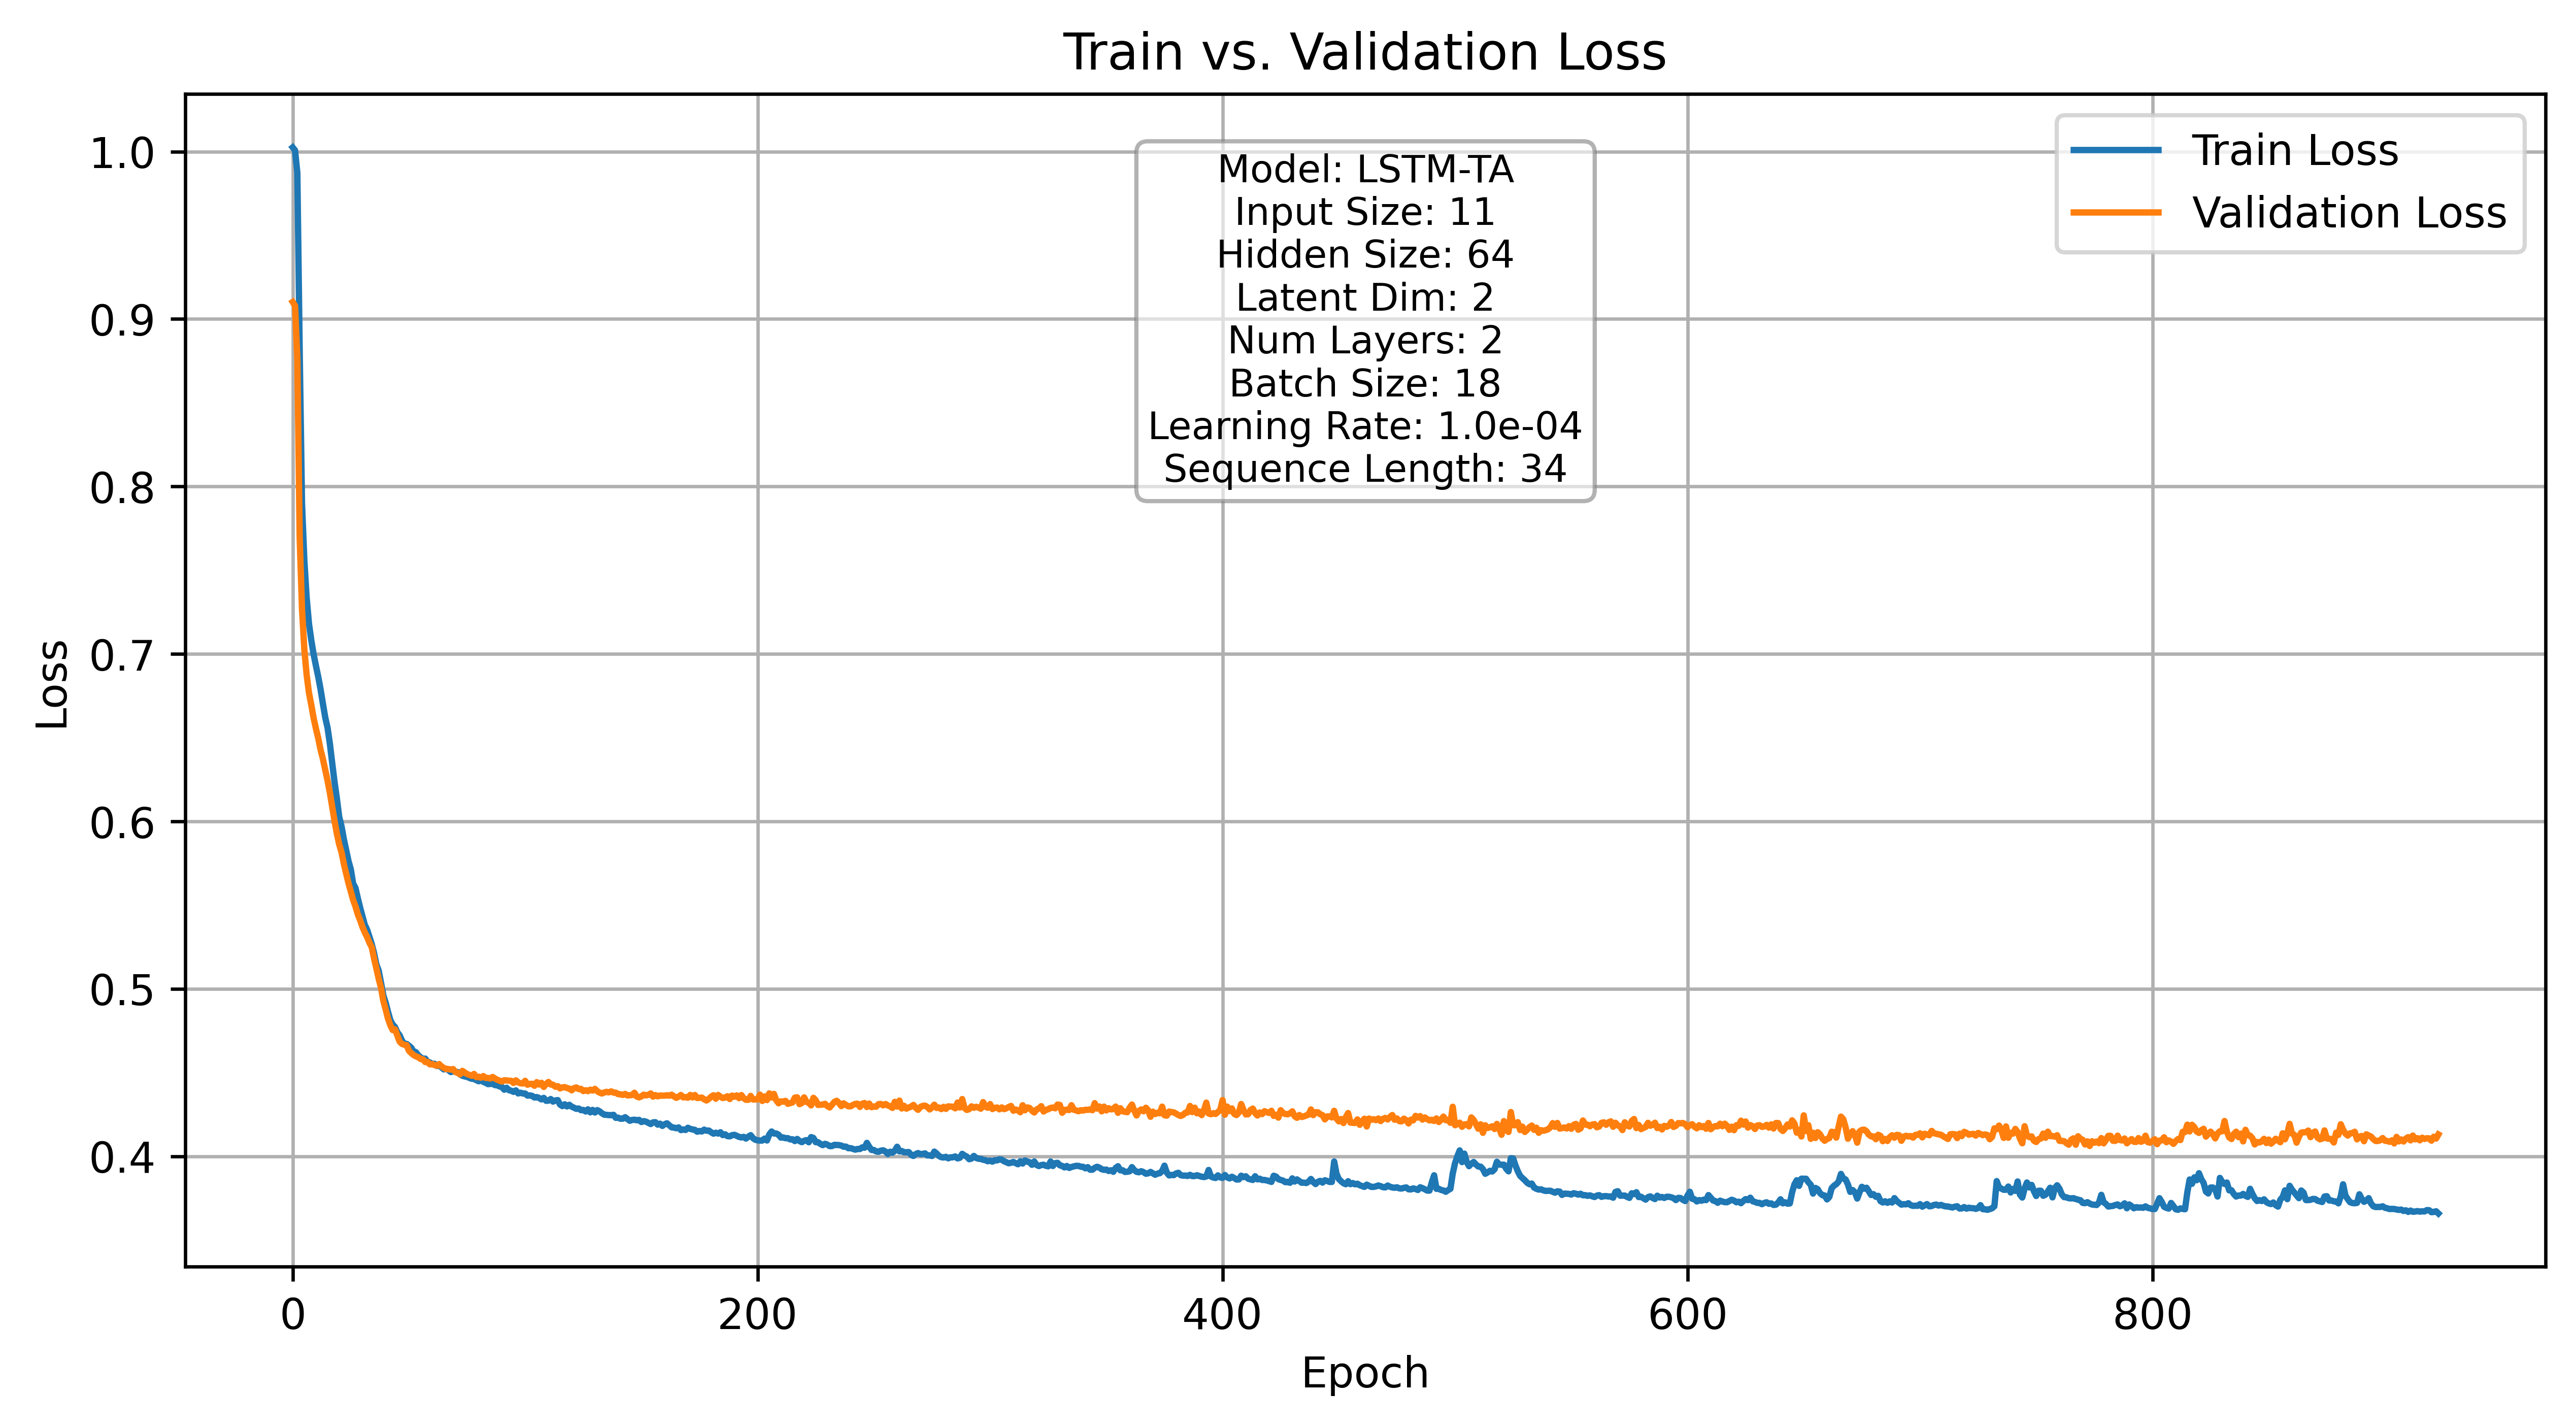 Train vs. Validation Loss
Model: LSTM-TA
Input Size: 11
Hidden Size: 64
Latent Dim: 2
Num Layers: 2
Batch Size: 18
Learning Rate: 1.0e-04
Sequence Length: 34
Train Loss
Validation Loss
Loss
1.0
0.9
0.8
0.7
0.6
0.5
0.4
0 200 400 600 800
Epoch